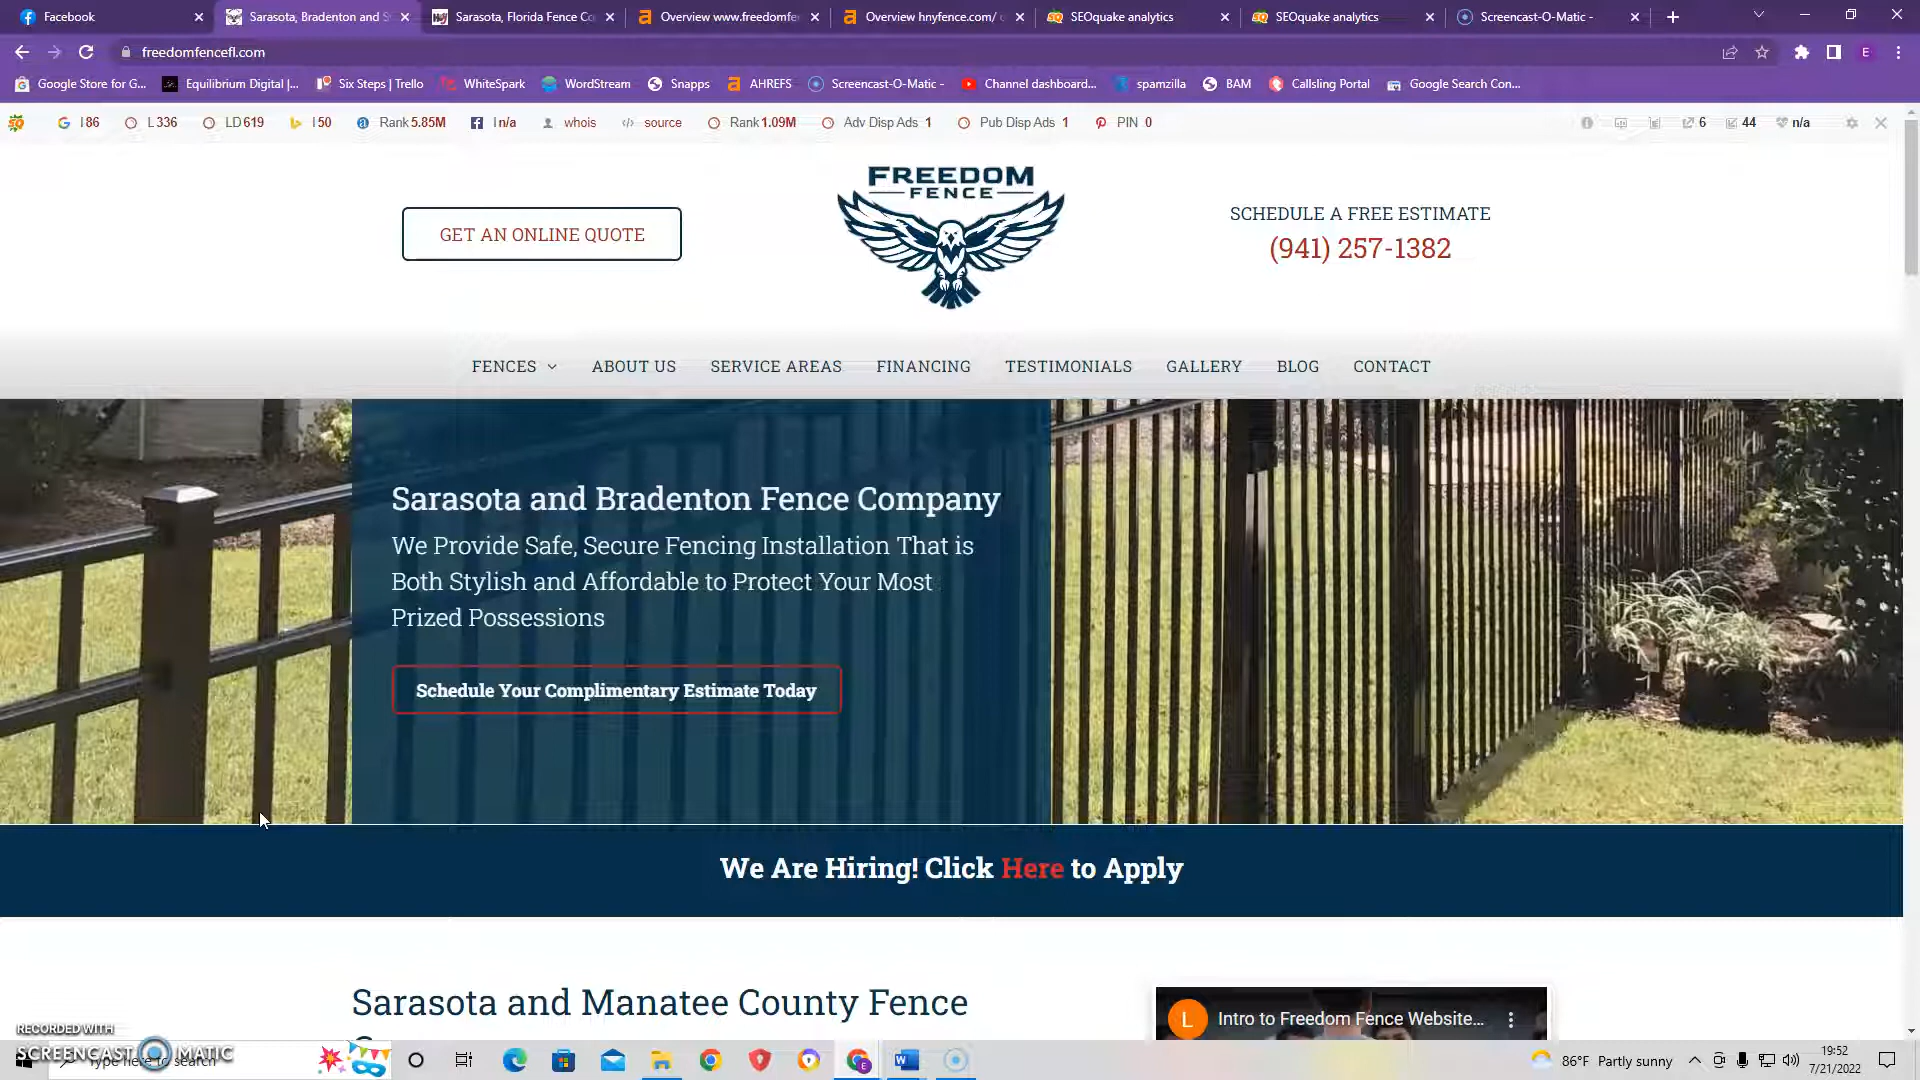 Facebook
Sarasota, Bradenton and S
Sarasota, Florida Fence Co
Overview www.freedomfe
Overview hnyfence.com/
SEOquake analytics
SEOquake analytics
Screencast-O-Matic -
freedomfencefl.com
E
Google Store for G...
Equilibrium Digital |...
Six Steps | Trello
WhiteSpark
WordStream
Snapps
AHREFS
Screencast-O-Matic -
Channel dashboard...
spamzilla
BAM
Callsling Portal
Google Search Con...
I 86
L 336
LD 619
I 50
Rank 5.85M
I n/a
whois
source
Rank 1.09M
Adv Disp Ads 1
Pub Disp Ads 1
PIN 0
6
44
n/a
GET AN ONLINE QUOTE
FREEDOM
FENCE
SCHEDULE A FREE ESTIMATE
(941) 257-1382
FENCES
ABOUT US
SERVICE AREAS
FINANCING
TESTIMONIALS
GALLERY
BLOG
CONTACT
Sarasota and Bradenton Fence Company
We Provide Safe, Secure Fencing Installation That is
Both Stylish and Affordable to Protect Your Most
Prized Possessions
Schedule Your Complimentary Estimate Today
We Are Hiring! Click Here to Apply
Sarasota and Manatee County Fence
L
Intro to Freedom Fence Website...
RECORDED WITH
SCREENCAST MATIC
Type here to search
86°F Partly sunny
19:52
7/21/2022